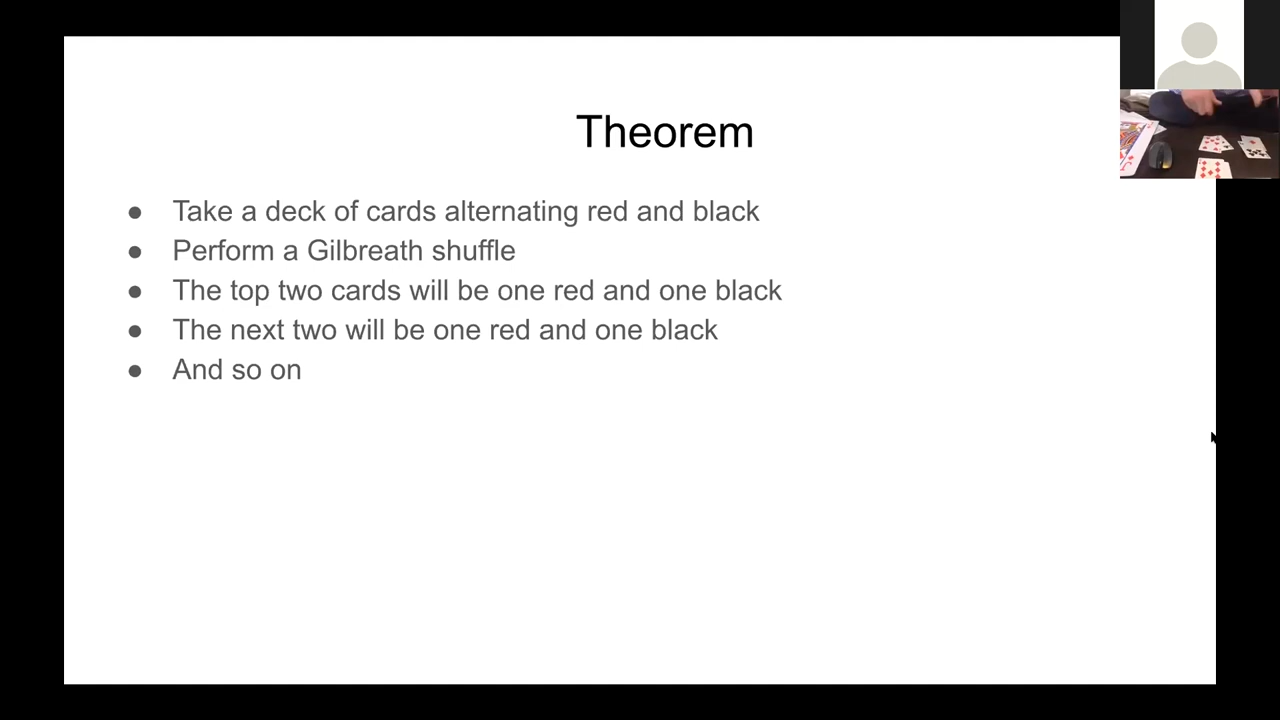 Theorem
● Take a deck of cards alternating red and black
● Perform a Gilbreath shuffle
● The top two cards will be one red and one black
● The next two will be one red and one black
● And so on